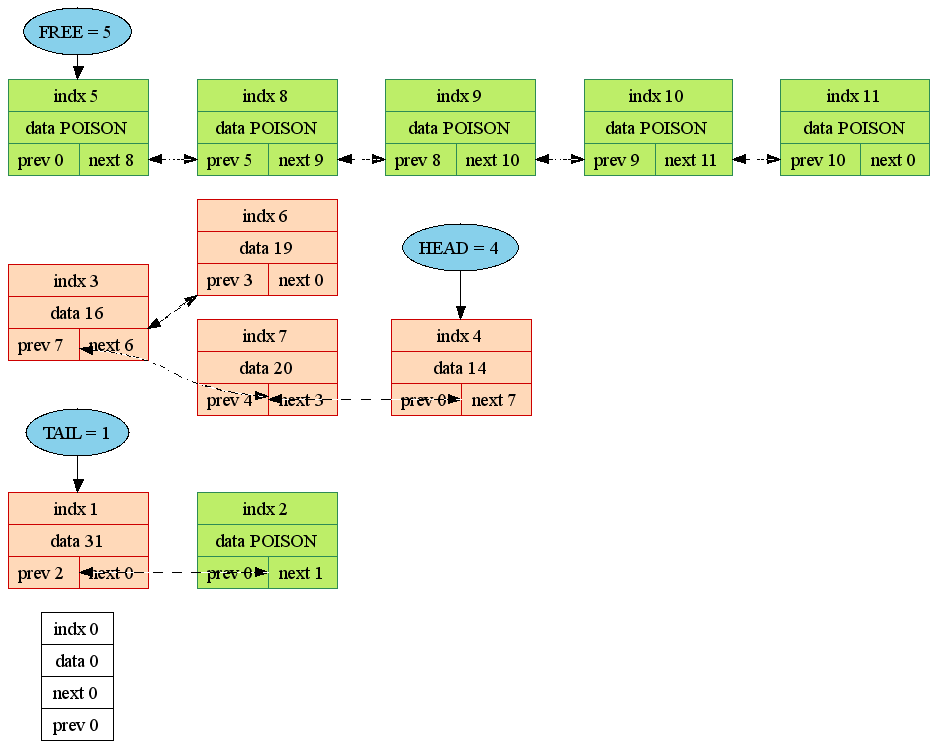 FREE = 5
indx 5
data POISON
prev 0 next 8
indx 8
data POISON
prev 5 next 9
indx 9
data POISON
prev 8 next 10
indx 10
data POISON
prev 9 next 11
indx 11
data POISON
prev 10 next 0
indx 6
data 19
prev 3 next 0
HEAD = 4
indx 3
data 16
prev 7 next 6
indx 7
data 20
prev 4 next 3
indx 4
data 14
prev 0 next 7
TAIL = 1
indx 1
data 31
prev 2 next 0
indx 2
data POISON
prev 0 next 1
indx 0
data 0
next 0
prev 0